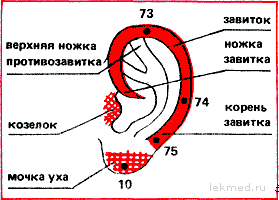 73
завиток
верхняя ножка
противозавитка
ножка
завитка
74
козелок
корень
завитка
75
мочка уха
10
lekmed.ru